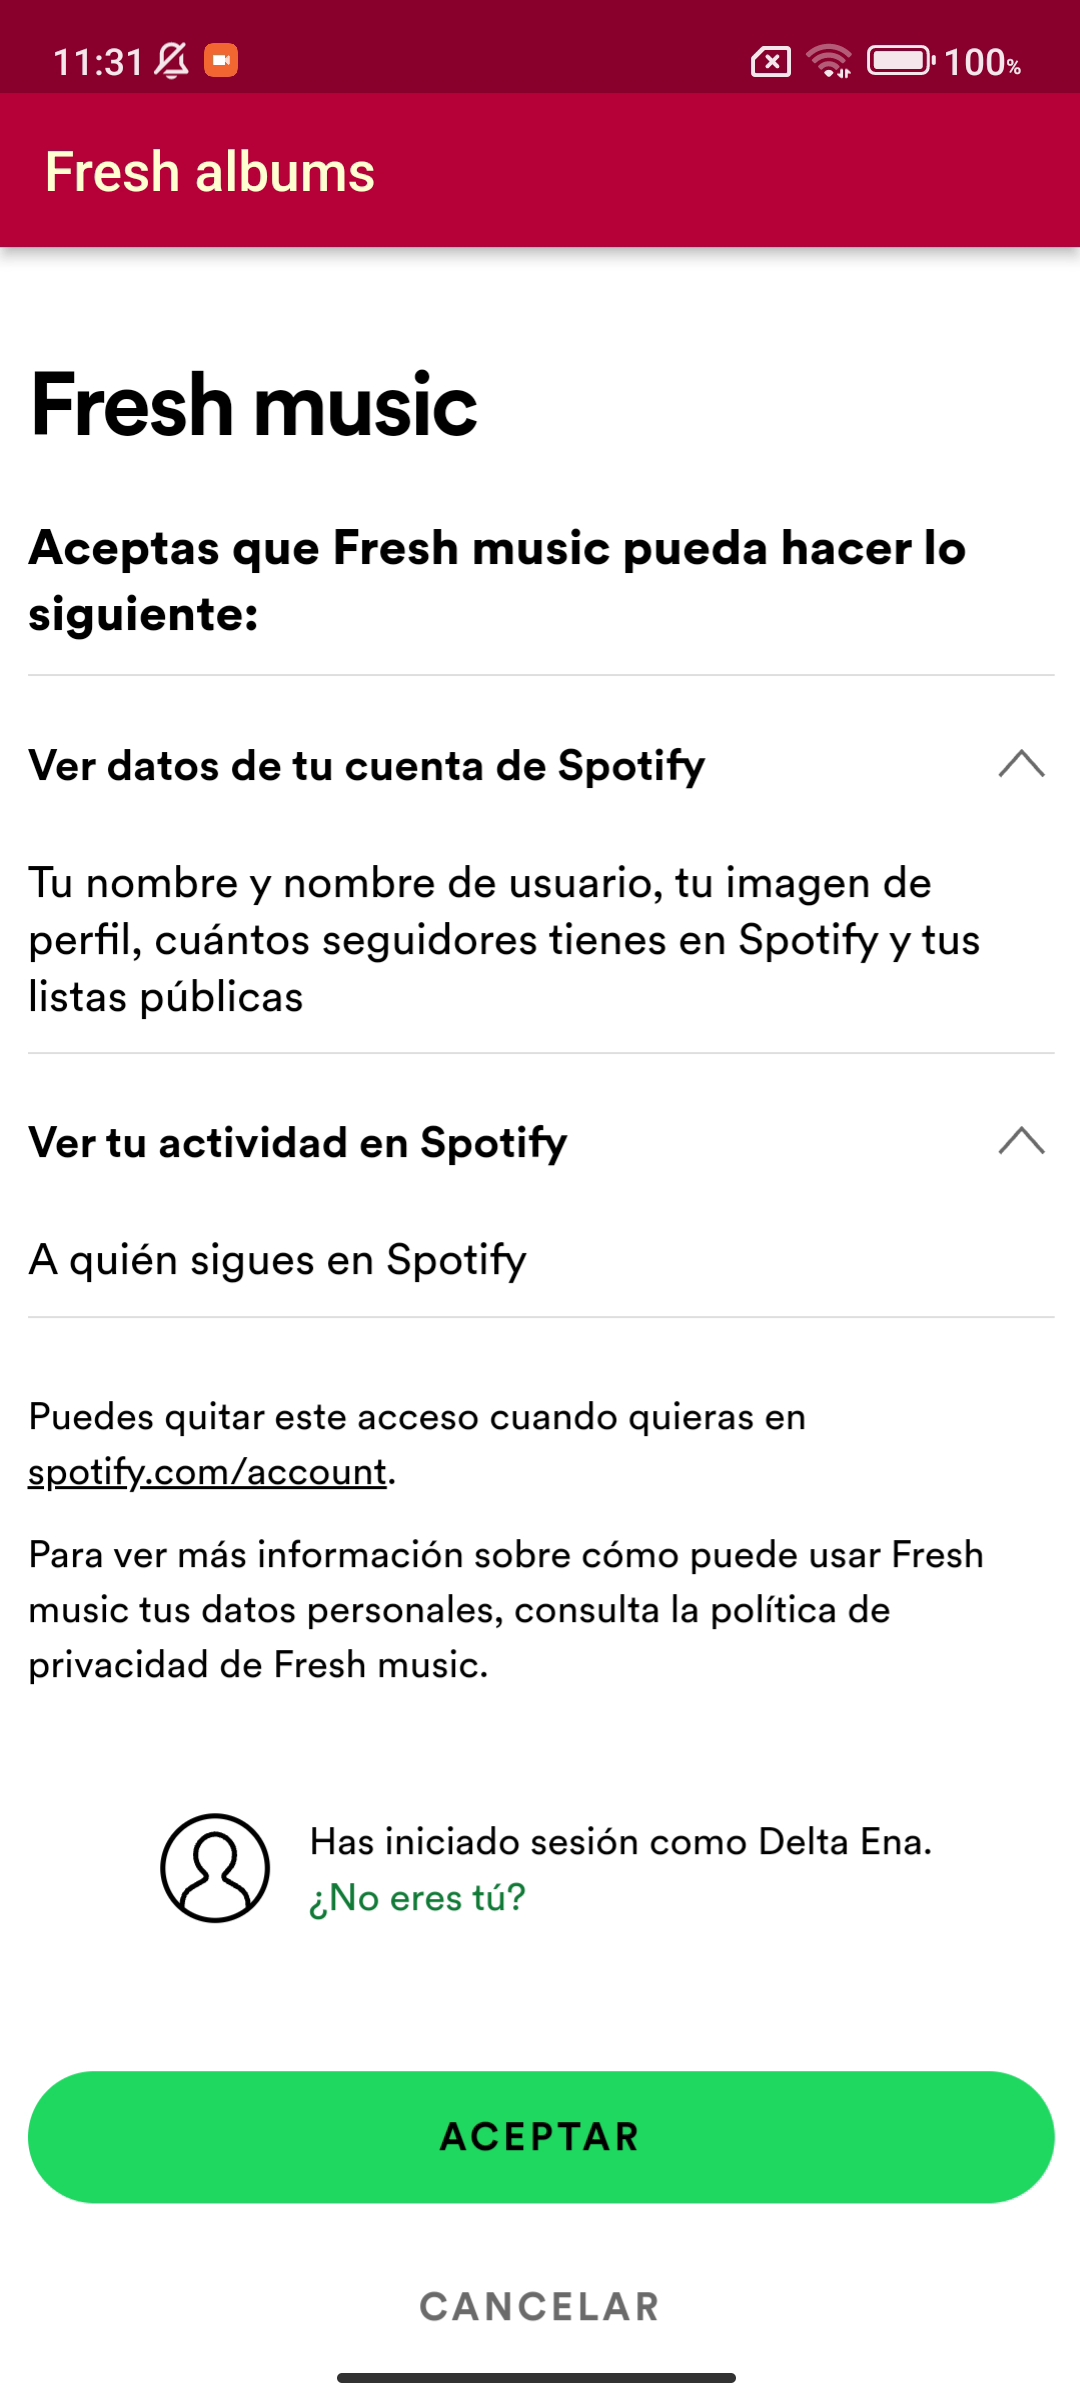 11:31 100%
Fresh albums
Fresh music
Aceptas que Fresh music pueda hacer lo
siguiente:
Ver datos de tu cuenta de Spotify
Tu nombre y nombre de usuario, tu imagen de
perfil, cuántos seguidores tienes en Spotify y tus
listas públicas
Ver tu actividad en Spotify
A quién sigues en Spotify
Puedes quitar este acceso cuando quieras en
spotify.com/account.
Para ver más información sobre cómo puede usar Fresh
music tus datos personales, consulta la política de
privacidad de Fresh music.
Has iniciado sesión como Delta Ena.
¿No eres tú?
ACEPTAR
CANCELAR